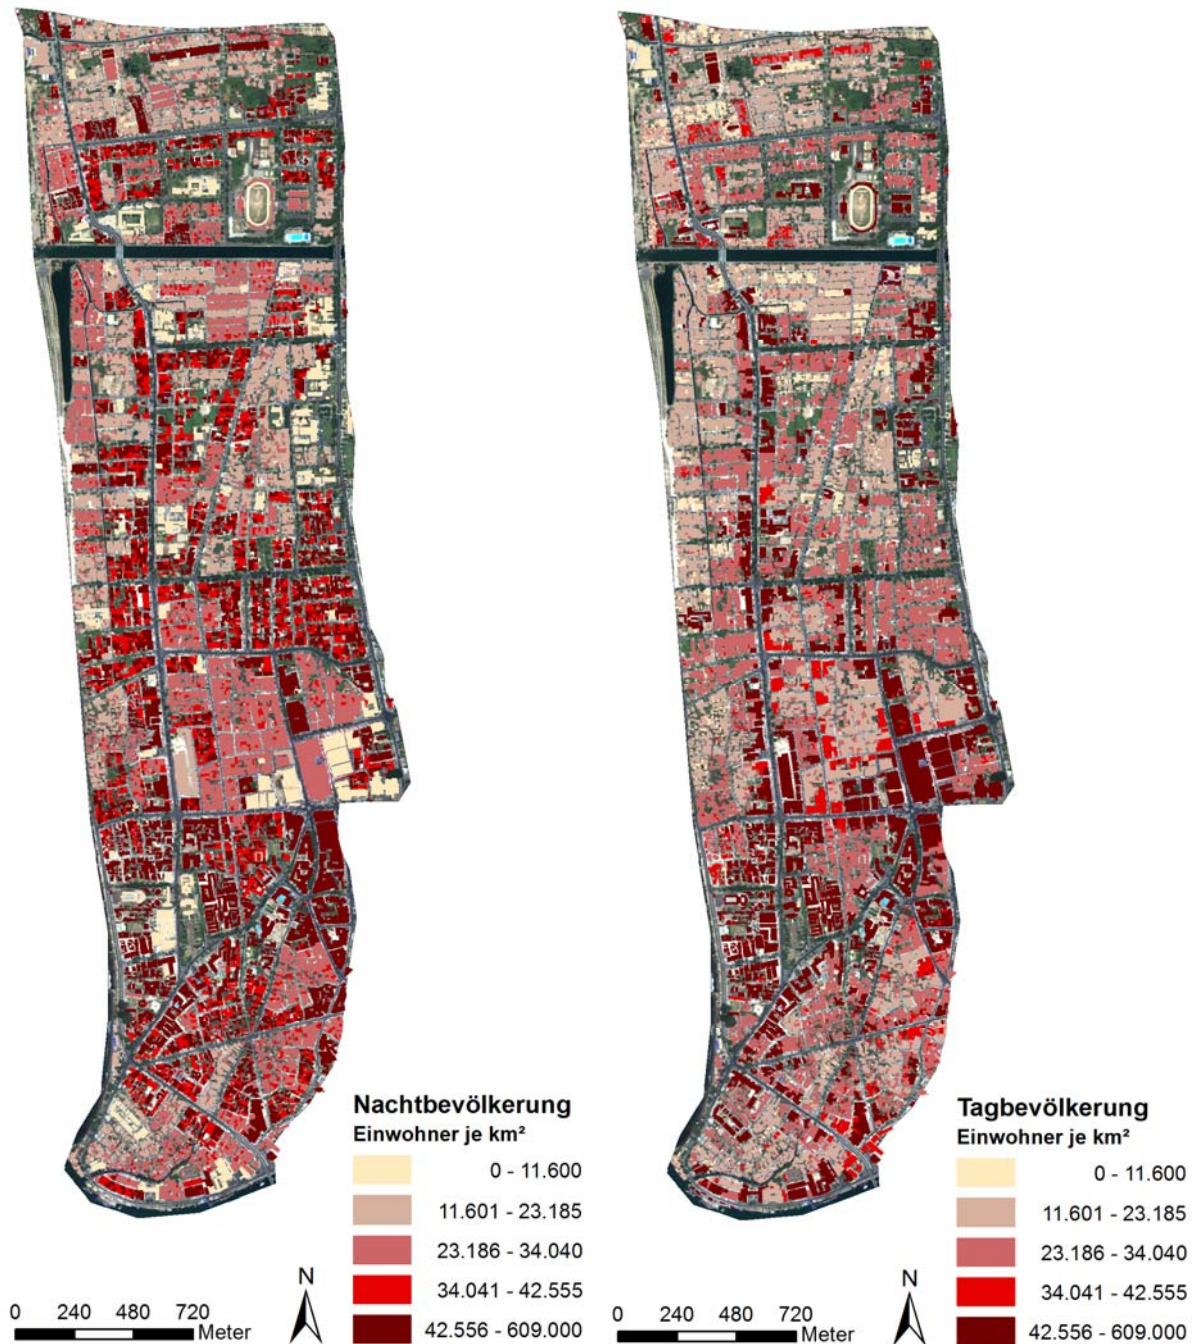 Nachtbevölkerung
Einwohner je km²
0 - 11.600
11.601 - 23.185
23.186 - 34.040
34.041 - 42.555
42.556 - 609.000
N
0 240 480 720
Meter
Tagbevölkerung
Einwohner je km²
0 - 11.600
11.601 - 23.185
23.186 - 34.040
34.041 - 42.555
42.556 - 609.000
N
0 240 480 720
Meter